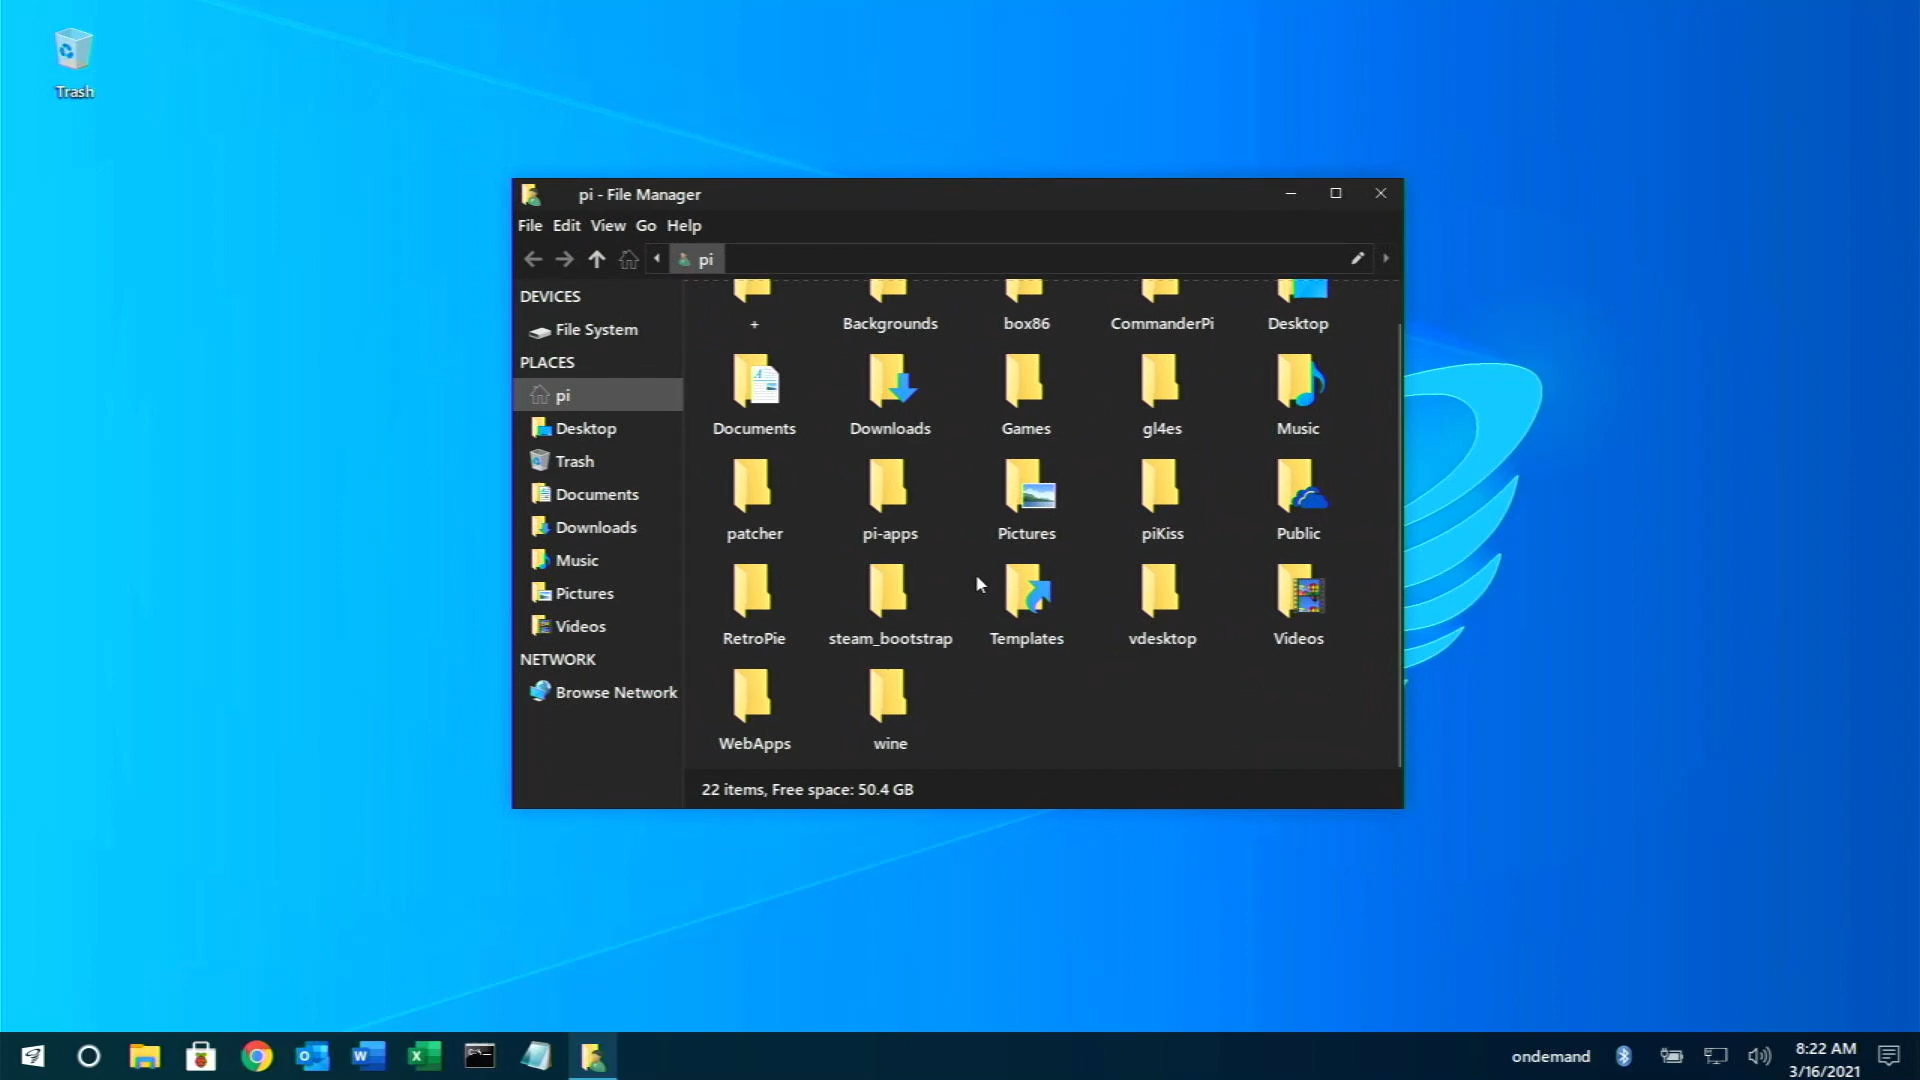 Trash
pi - File Manager
File Edit View Go Help
pi
DEVICES
File System
PLACES
pi
Desktop
Trash
Documents
Downloads
Music
Pictures
Videos
NETWORK
Browse Network
+ Backgrounds box86 CommanderPi Desktop
Documents Downloads Games gl4es Music
patcher pi-apps Pictures piKiss Public
RetroPie steam_bootstrap Templates vdesktop Videos
WebApps wine
22 items, Free space: 50.4 GB
ondemand
8:22 AM
3/16/2021